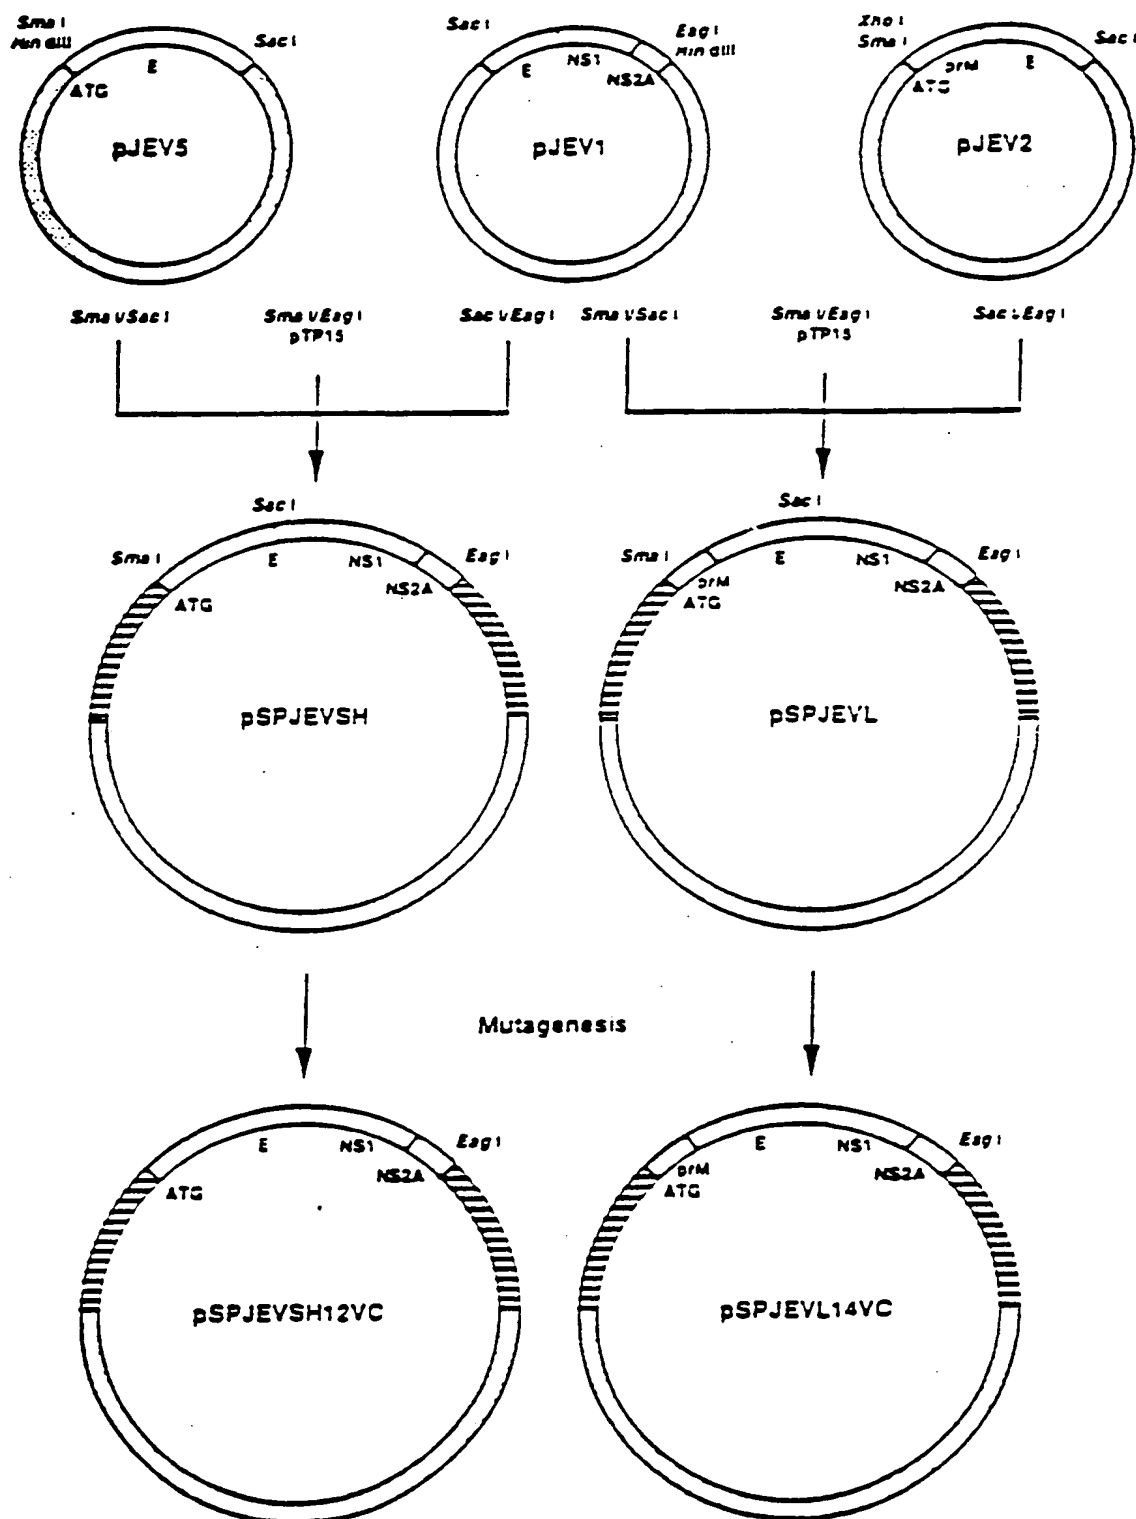 Sma I
Hin dIII
Sac I
E
ATG
pJEV5
Sac I
Eag I
Hin dIII
E
NS1
NS2A
pJEV1
Xho I
Sma I
Sac I
prM
E
ATG
pJEV2
Sma I/Sac I
Sma I/Eag I
pTP15
Sac I/Eag I
Sma I/Sac I
Sma I/Eag I
pTP15
Sac I/Eag I
Sac I
Sma I
E
NS1
Eag I
NS2A
ATG
pSPJEVSH
Sac I
Sma I
E
NS1
Eag I
prM
NS2A
ATG
pSPJEVL
Mutagenesis
E
NS1
Eag I
NS2A
ATG
pSPJEVSH12VC
E
NS1
Eag I
prM
NS2A
ATG
pSPJEVL14VC